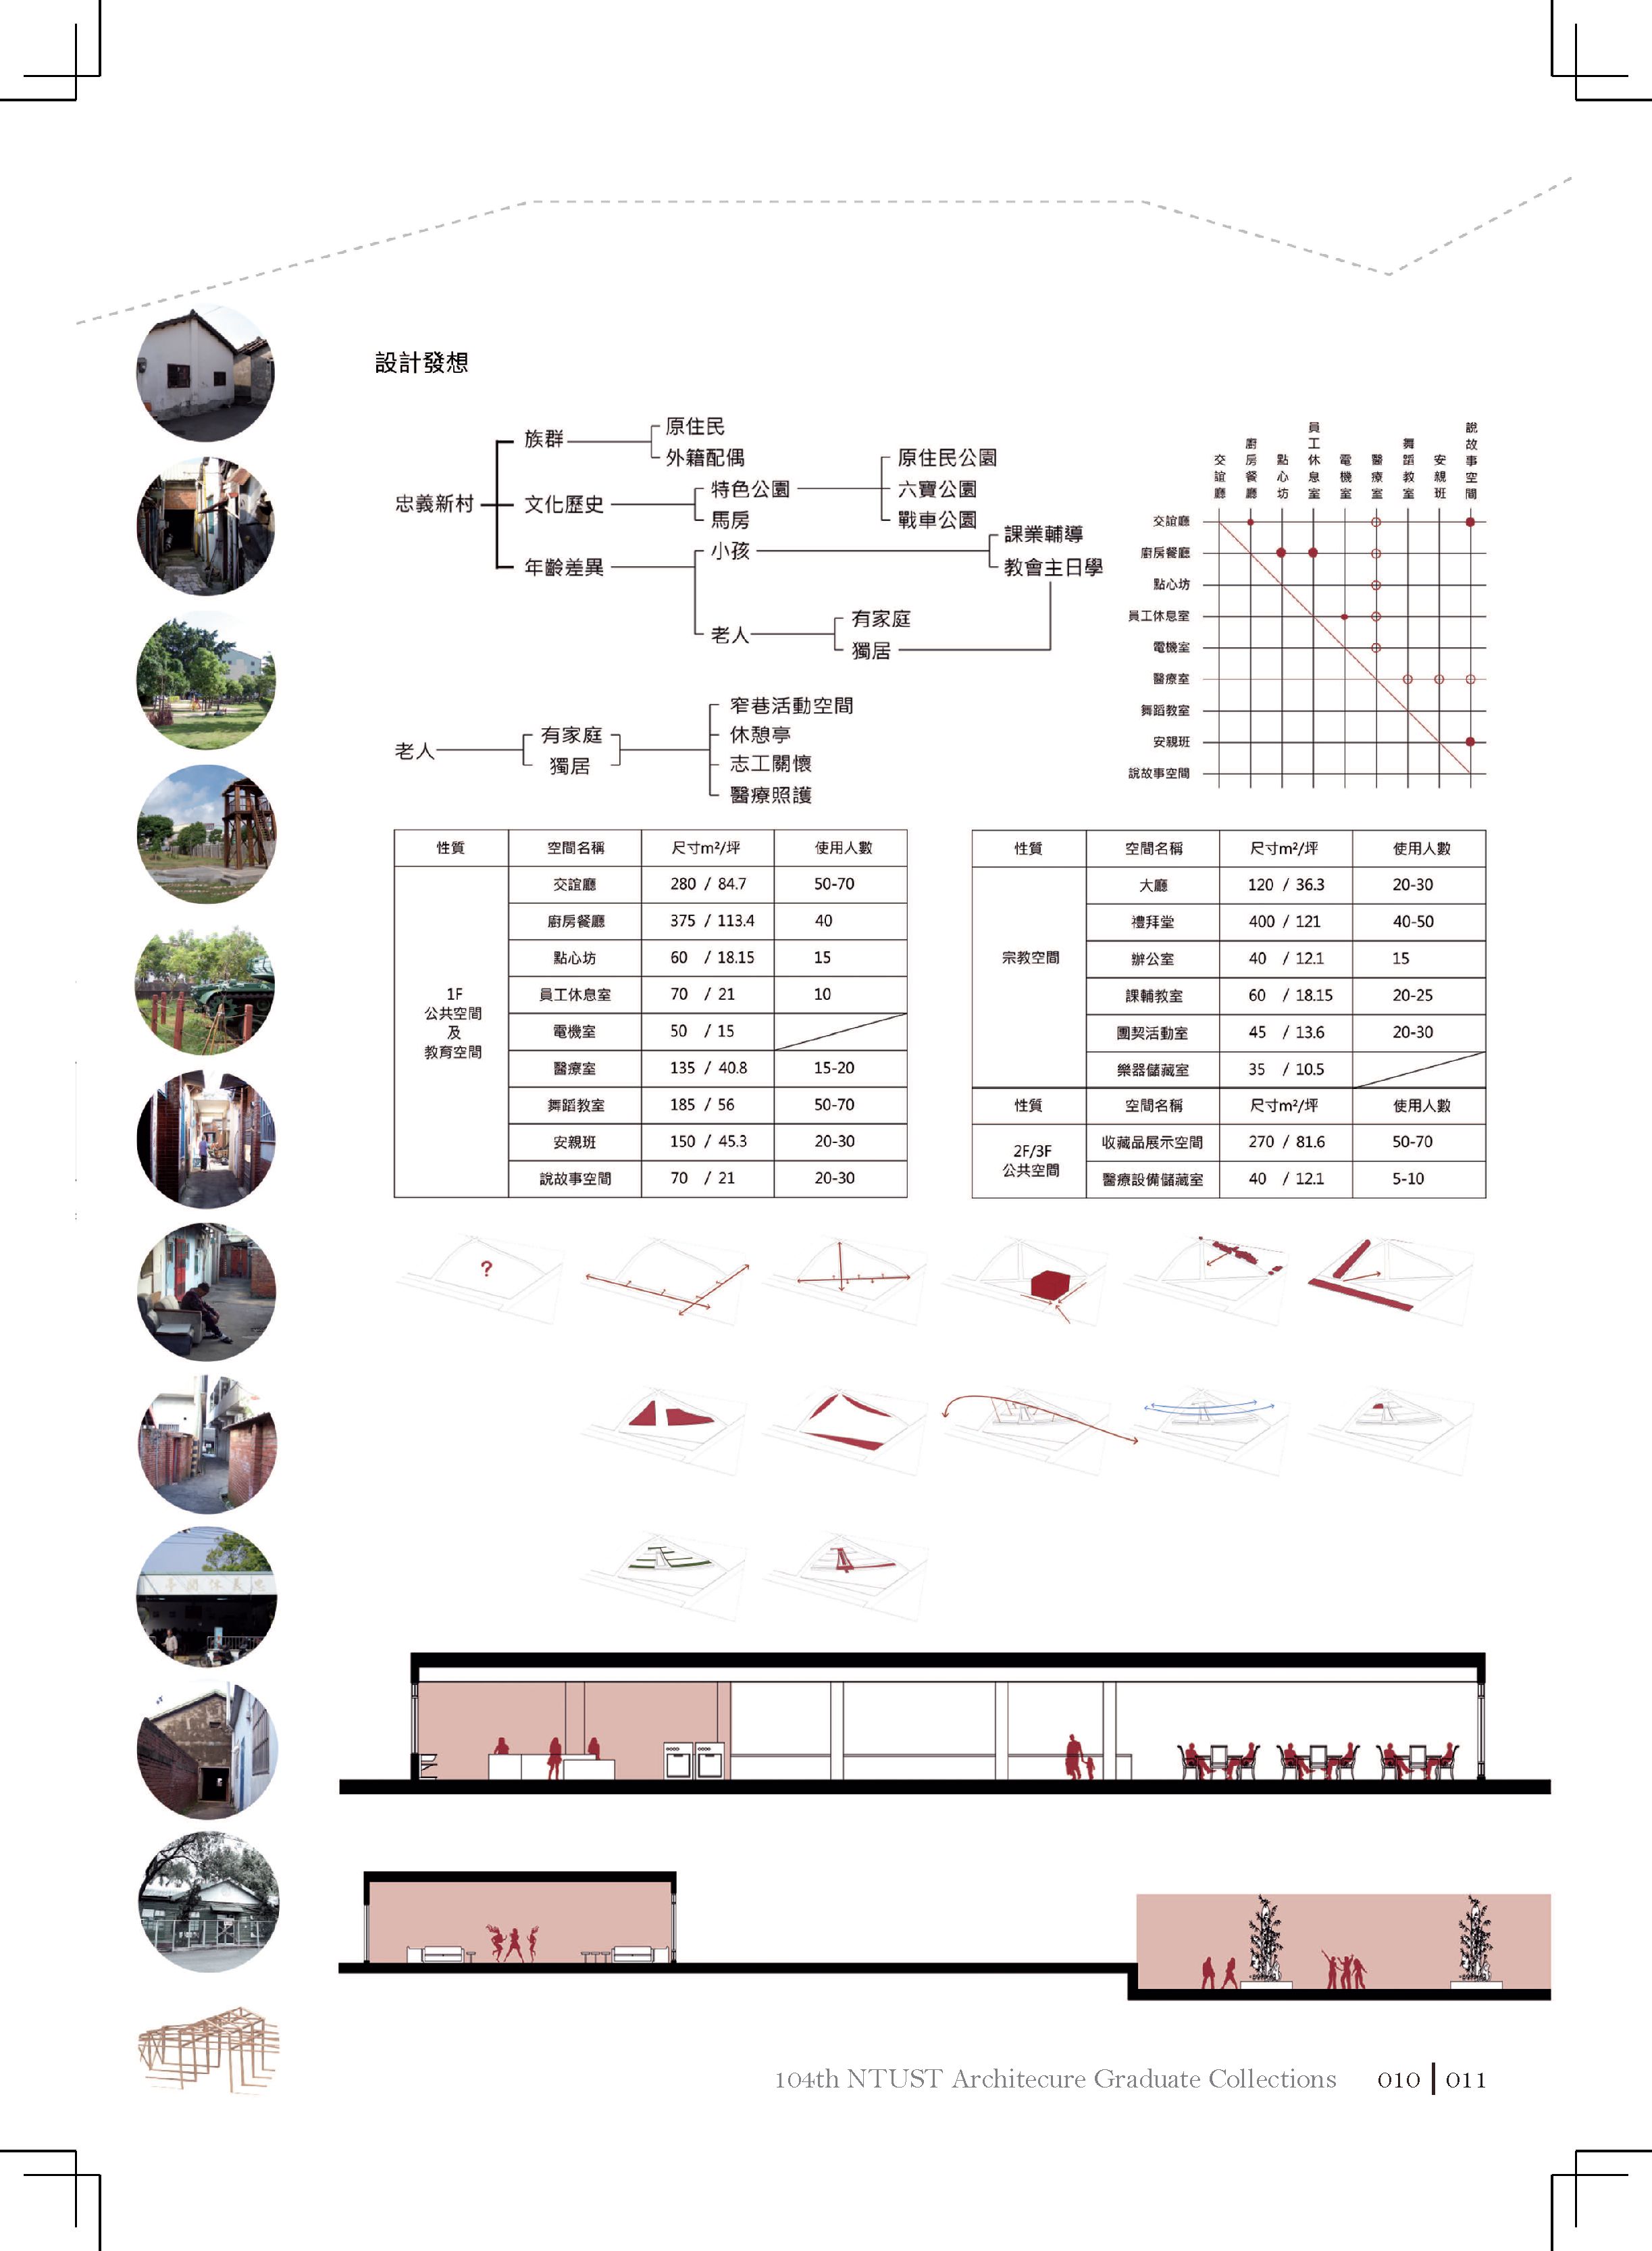 設計發想
忠義新村
族群
原住民
外籍配偶
文化歷史
特色公園
馬房
原住民公園
六寶公園
戰車公園
年齡差異
小孩
課業輔導
教會主日學
老人
有家庭
獨居
老人
有家庭
獨居
窄巷活動空間
休憩亭
志工關懷
醫療照護
交誼廳
廚房餐廳
點心坊
員工休息室
電機室
醫療室
舞蹈教室
安親班
說故事空間
交誼廳
廚房餐廳
點心坊
員工休息室
電機室
醫療室
舞蹈教室
安親班
說故事空間
性質 空間名稱 尺寸m²/坪 使用人數
1F
公共空間
及
教育空間
交誼廳 280 / 84.7 50-70
廚房餐廳 375 / 113.4 40
點心坊 60 / 18.15 15
員工休息室 70 / 21 10
電機室 50 / 15
醫療室 135 / 40.8 15-20
舞蹈教室 185 / 56 50-70
安親班 150 / 45.3 20-30
說故事空間 70 / 21 20-30
性質 空間名稱 尺寸m²/坪 使用人數
宗教空間
大廳 120 / 36.3 20-30
禮拜堂 400 / 121 40-50
辦公室 40 / 12.1 15
課輔教室 60 / 18.15 20-25
團契活動室 45 / 13.6 20-30
樂器儲藏室 35 / 10.5
性質 空間名稱 尺寸m²/坪 使用人數
2F/3F
公共空間
收藏品展示空間 270 / 81.6 50-70
醫療設備儲藏室 40 / 12.1 5-10
?
104th NTUST Architecure Graduate Collections 010 | 011